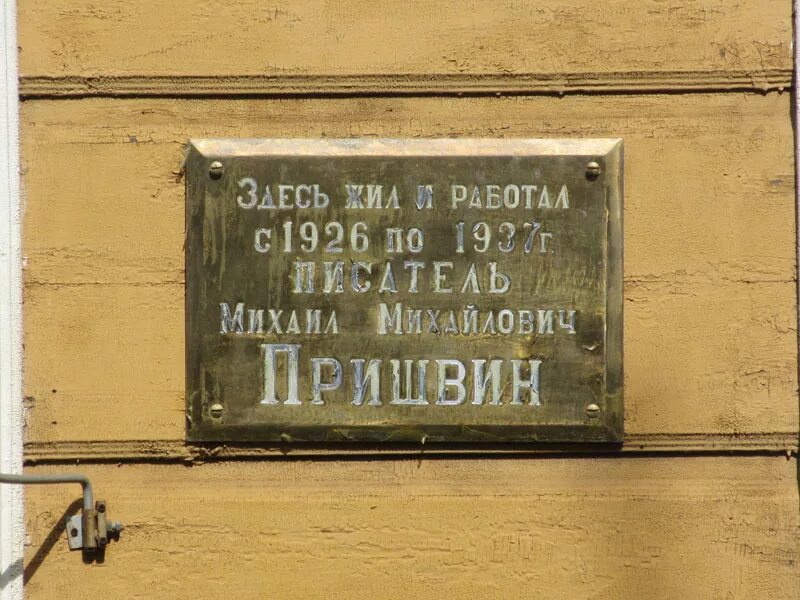 Здесь жил и работал
с 1926 по 1937г.
писатель
Михаил Михайлович
Пришвин